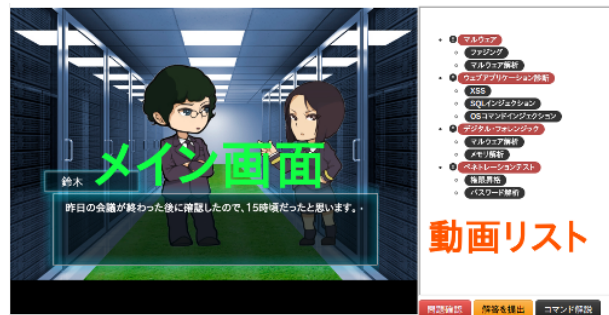 メイン画面
鈴木
昨日の会議が終わった後に確認したので、15時頃だったと思います。
マルウェア
ファジング
マルウェア解析
ウェブアプリケーション診断
XSS
SQLインジェクション
OSコマンドインジェクション
デジタル・フォレンジック
マルウェア解析
メモリ解析
ペネトレーションテスト
権限昇格
パスワード解析
動画リスト
問題確認
解答を提出
コマンド解説